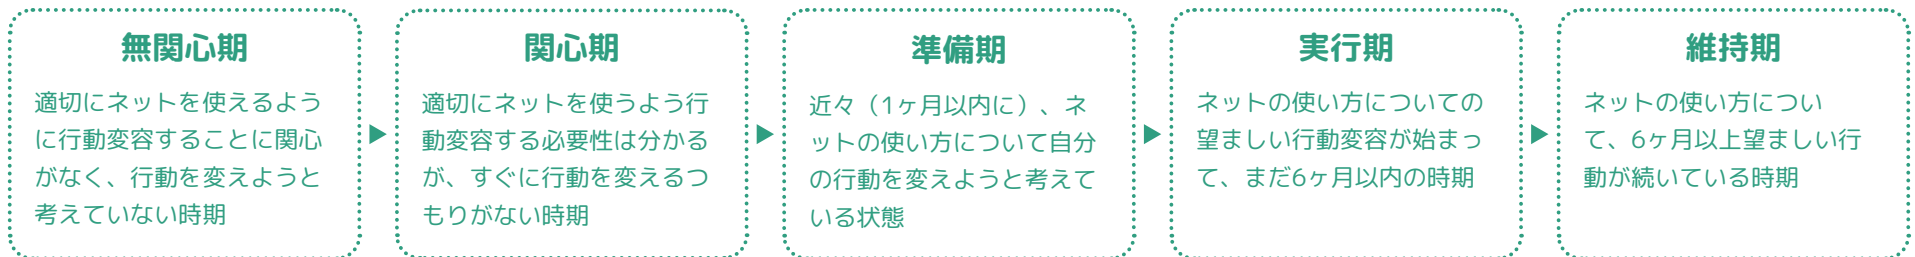 無関心期
適切にネットを使えるよう
に行動変容することに関心
がなく、行動を変えようと
考えていない時期
関心期
適切にネットを使うよう行
動変容する必要性は分かる
が、すぐに行動を変えるつ
もりがない時期
準備期
近々（1ヶ月以内に）、ネ
ットの使い方について自分
の行動を変えようと考えて
いる状態
実行期
ネットの使い方についての
望ましい行動変容が始まっ
て、まだ6ヶ月以内の時期
維持期
ネットの使い方につい
て、6ヶ月以上望ましい行
動が続いている時期